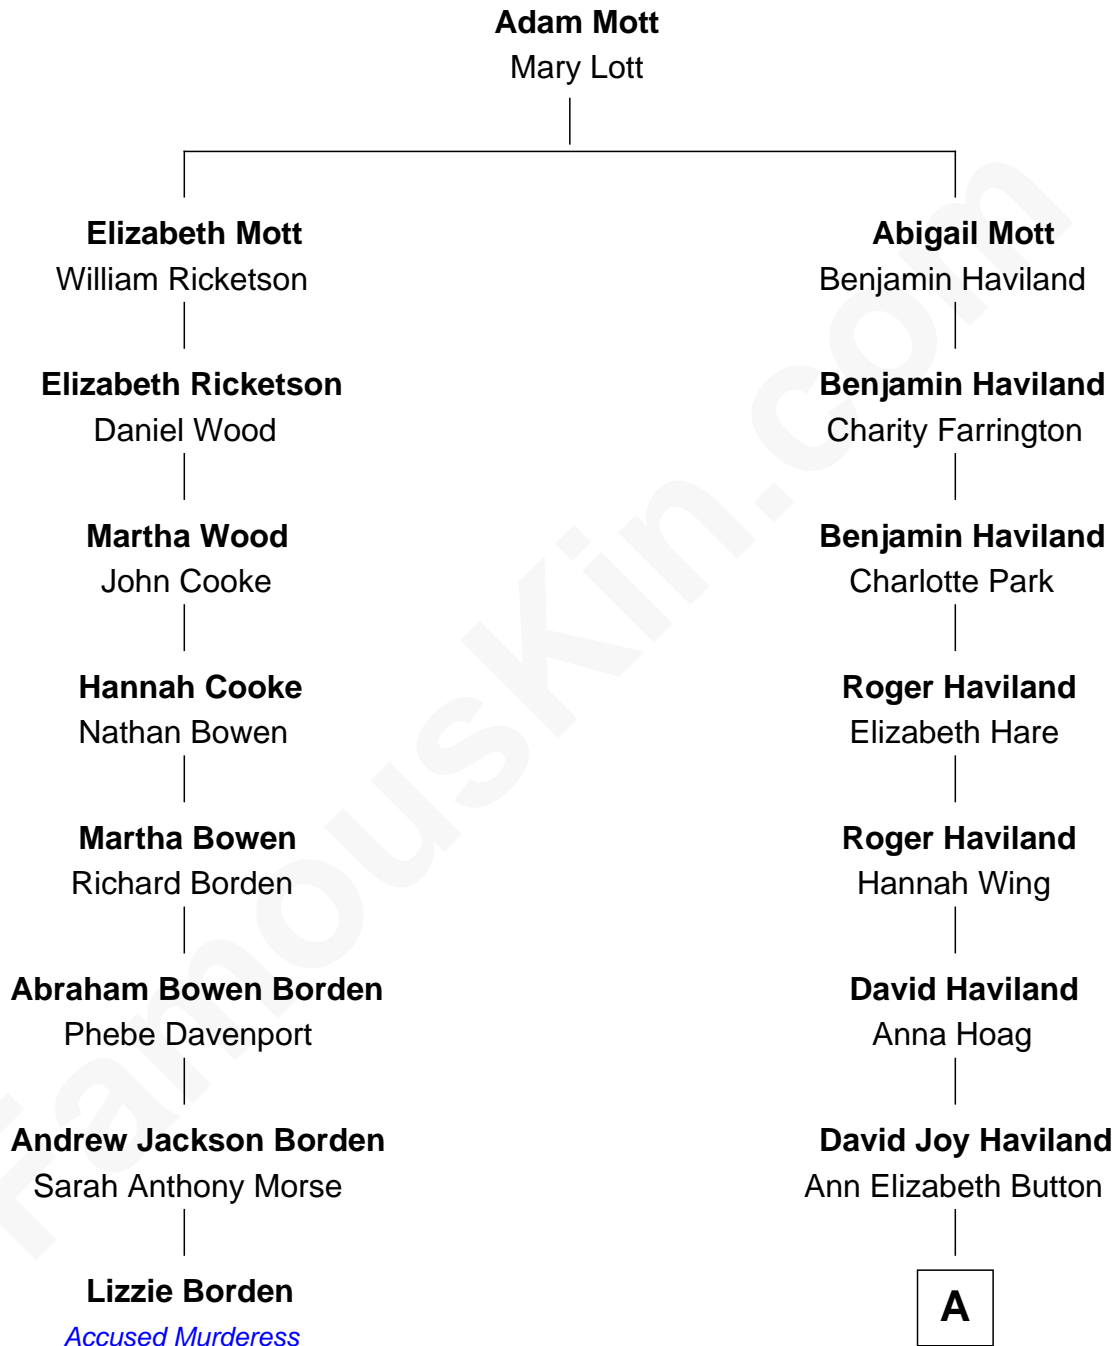 Adam Mott
Mary Lott
Elizabeth Mott
William Ricketson
Abigail Mott
Benjamin Haviland
Elizabeth Ricketson
Daniel Wood
Benjamin Haviland
Charity Farrington
Martha Wood
John Cooke
Benjamin Haviland
Charlotte Park
Hannah Cooke
Nathan Bowen
Roger Haviland
Elizabeth Hare
Martha Bowen
Richard Borden
Roger Haviland
Hannah Wing
Abraham Bowen Borden
Phebe Davenport
David Haviland
Anna Hoag
Andrew Jackson Borden
Sarah Anthony Morse
David Joy Haviland
Ann Elizabeth Button
Lizzie Borden
Accused Murderess
A
FamousKin.com